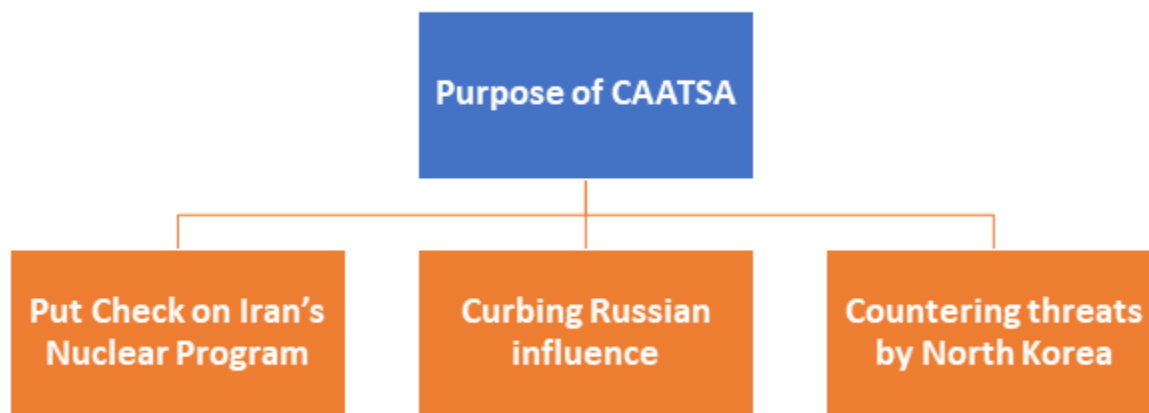 Purpose of CAATSA
Put Check on Iran’s
Nuclear Program
Curbing Russian
influence
Countering threats
by North Korea